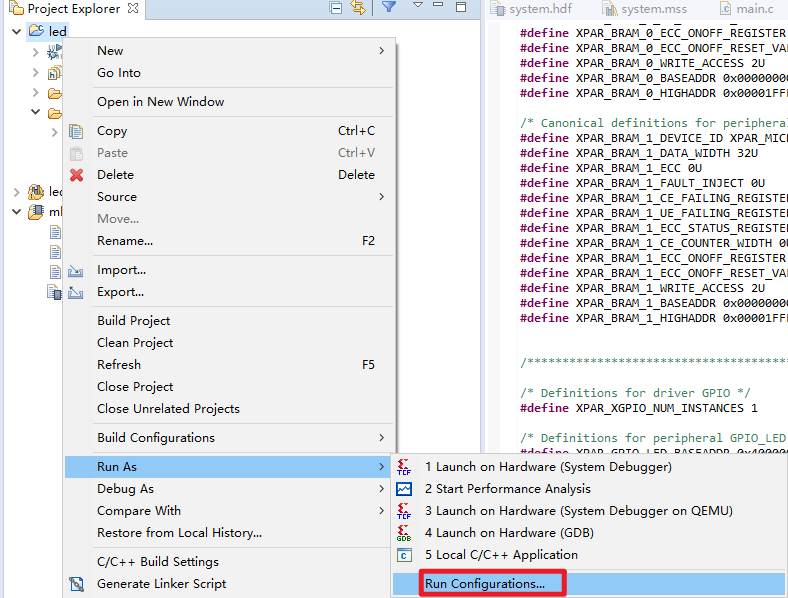 Project Explorer
system.hdf
system.mss
main.c
led
New
Go Into
Open in New Window
Copy Ctrl+C
Paste Ctrl+V
Delete Delete
Source
Move...
Rename... F2
Import...
Export...
Build Project
Clean Project
Refresh F5
Close Project
Close Unrelated Projects
Build Configurations
Run As
Debug As
Compare With
Restore from Local History...
C/C++ Build Settings
Generate Linker Script
1 Launch on Hardware (System Debugger)
2 Start Performance Analysis
3 Launch on Hardware (System Debugger on QEMU)
4 Launch on Hardware (GDB)
5 Local C/C++ Application
Run Configurations...
#define XPAR_BRAM_0_ECC_ONOFF_REGISTER
#define XPAR_BRAM_0_ECC_ONOFF_RESET_VA
#define XPAR_BRAM_0_WRITE_ACCESS 2U
#define XPAR_BRAM_0_BASEADDR 0x0000000
#define XPAR_BRAM_0_HIGHADDR 0x00001FF
/* Canonical definitions for peripheral
#define XPAR_BRAM_1_DEVICE_ID XPAR_MIC
#define XPAR_BRAM_1_DATA_WIDTH 32U
#define XPAR_BRAM_1_ECC 0U
#define XPAR_BRAM_1_FAULT_INJECT 0U
#define XPAR_BRAM_1_CE_FAILING_REGISTE
#define XPAR_BRAM_1_UE_FAILING_REGISTE
#define XPAR_BRAM_1_ECC_STATUS_REGISTE
#define XPAR_BRAM_1_CE_COUNTER_WIDTH 0U
#define XPAR_BRAM_1_ECC_ONOFF_REGISTER
#define XPAR_BRAM_1_ECC_ONOFF_RESET_VA
#define XPAR_BRAM_1_WRITE_ACCESS 2U
#define XPAR_BRAM_1_BASEADDR 0x0000000
#define XPAR_BRAM_1_HIGHADDR 0x00001FF
/*************************************
/* Definitions for driver GPIO */
#define XPAR_XGPIO_NUM_INSTANCES 1
/* Definitions for peripheral GPIO_LED
#define XPAR_GPIO_LED_BASEADDR 0x40000